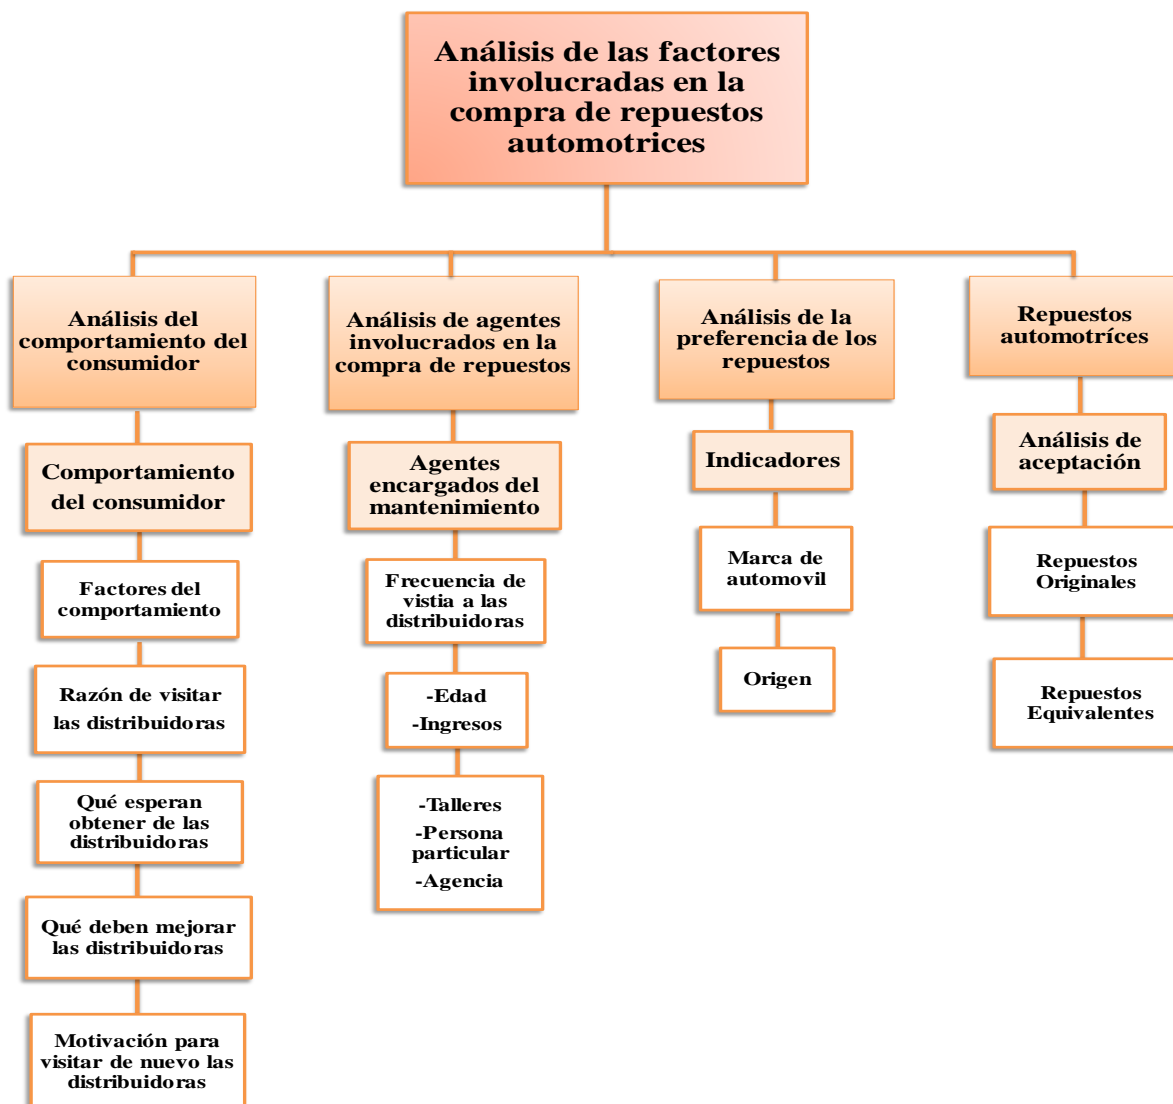 Análisis de las factores
involucradas en la
compra de repuestos
automotrices
Análisis del
comportamiento del
consumidor
Comportamiento
del consumidor
Factores del
comportamiento
Razón de visitar
las distribuidoras
Qué esperan
obtener de las
distribuidoras
Qué deben mejorar
las distribuidoras
Motivación para
visitar de nuevo las
distribuidoras
Análisis de agentes
involucrados en la
compra de repuestos
Agentes
encargados del
mantenimiento
Frecuencia de
vistia a las
distribuidoras
-Edad
-Ingresos
-Talleres
-Persona
particular
-Agencia
Análisis de la
preferencia de los
repuestos
Indicadores
Marca de
automovil
Origen
Repuestos
automotríces
Análisis de
aceptación
Repuestos
Originales
Repuestos
Equivalentes